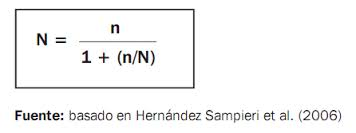 N = n
1 + (n/N)
Fuente: basado en Hernández Sampieri et al. (2006)